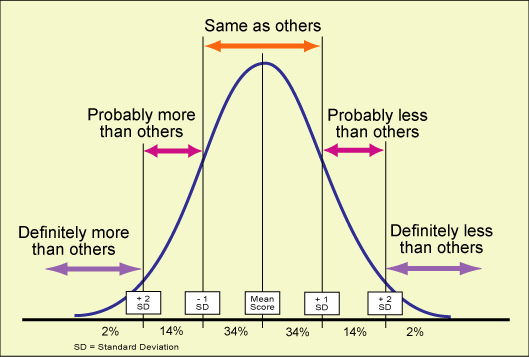 Same as others
Probably more
than others
Probably less
than others
Definitely more
than others
Definitely less
than others
+ 2
SD
- 1
SD
Mean
Score
+ 1
SD
+ 2
SD
2%
14%
34%
34%
14%
2%
SD = Standard Deviation